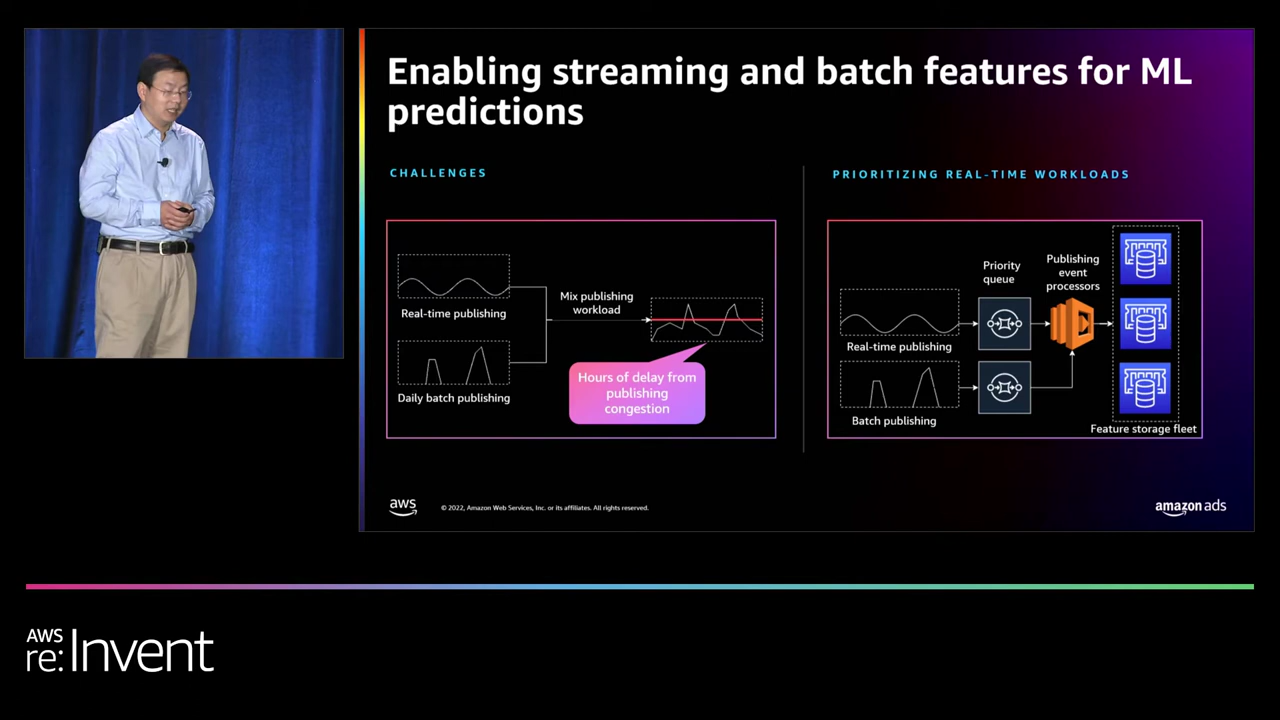 Enabling streaming and batch features for ML
predictions
CHALLENGES
Real-time publishing
Daily batch publishing
Mix publishing
workload
Hours of delay from
publishing
congestion
PRIORITIZING REAL-TIME WORKLOADS
Real-time publishing
Batch publishing
Priority
queue
Publishing
event
processors
Feature storage fleet
aws
© 2022, Amazon Web Services, Inc. or its affiliates. All rights reserved.
amazon ads
AWS
re:Invent